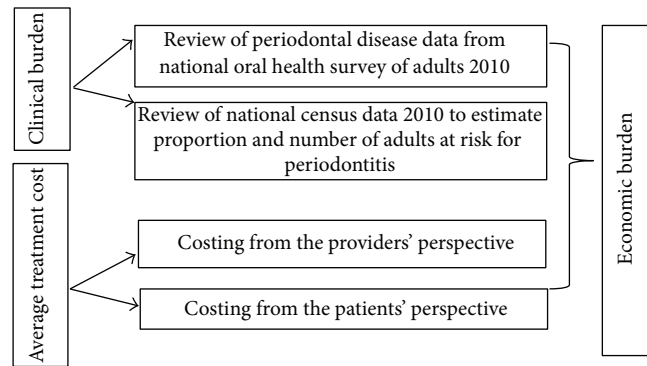 Clinical burden
Review of periodontal disease data from
national oral health survey of adults 2010
Review of national census data 2010 to estimate
proportion and number of adults at risk for
periodontitis
Average treatment cost
Costing from the providers’ perspective
Costing from the patients’ perspective
Economic burden